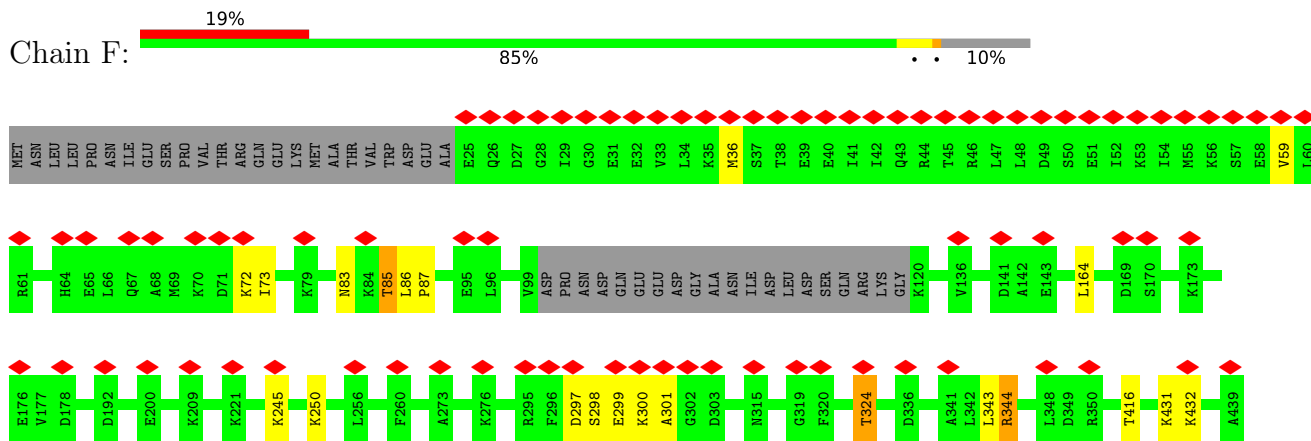 19%
Chain F:
85% . . 10%
MET ASN LEU LEU PRO ASN ILE GLU SER PRO VAL THR ARG GLN GLU LYS MET ALA THR VAL TRP ASP GLU ALA E25 Q26 D27 G28 I29 G30 E31 E32 V33 L34 K35 M36 S37 T38 E39 E40 I41 I42 Q43 R44 T45 R46 L47 L48 D49 S50 E51 I52 K53 I54 M55 K56 S57 E58 V59 L60
R61 H64 E65 L66 Q67 A68 M69 K70 D71 K72 I73 K79 N83 K84 T85 L86 P87 E95 L96 V99 ASP PRO ASN ASP GLN GLU GLU ASP GLY ALA ASN ILE ASP LEU ASP SER GLN ARG LYS GLY K120 V136 D141 A142 E143 L164 D169 S170 K173
E176 V177 D178 D192 E200 K209 K221 K245 K250 L256 F260 A273 K276 R295 F296 D297 S298 E299 K300 A301 G302 D303 N315 G319 F320 T324 D336 A341 L342 L343 R344 L348 D349 R350 T416 K431 K432 A439